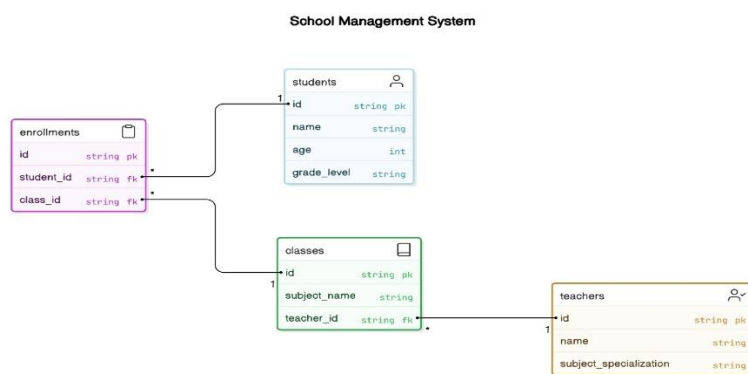 School Management System
students
id string pk
name string
age int
grade_level string
enrollments
id string pk
student_id string fk
class_id string fk
classes
id string pk
subject_name string
teacher_id string fk
teachers
id string pk
name string
subject_specialization string
1
*
*
1
*
1